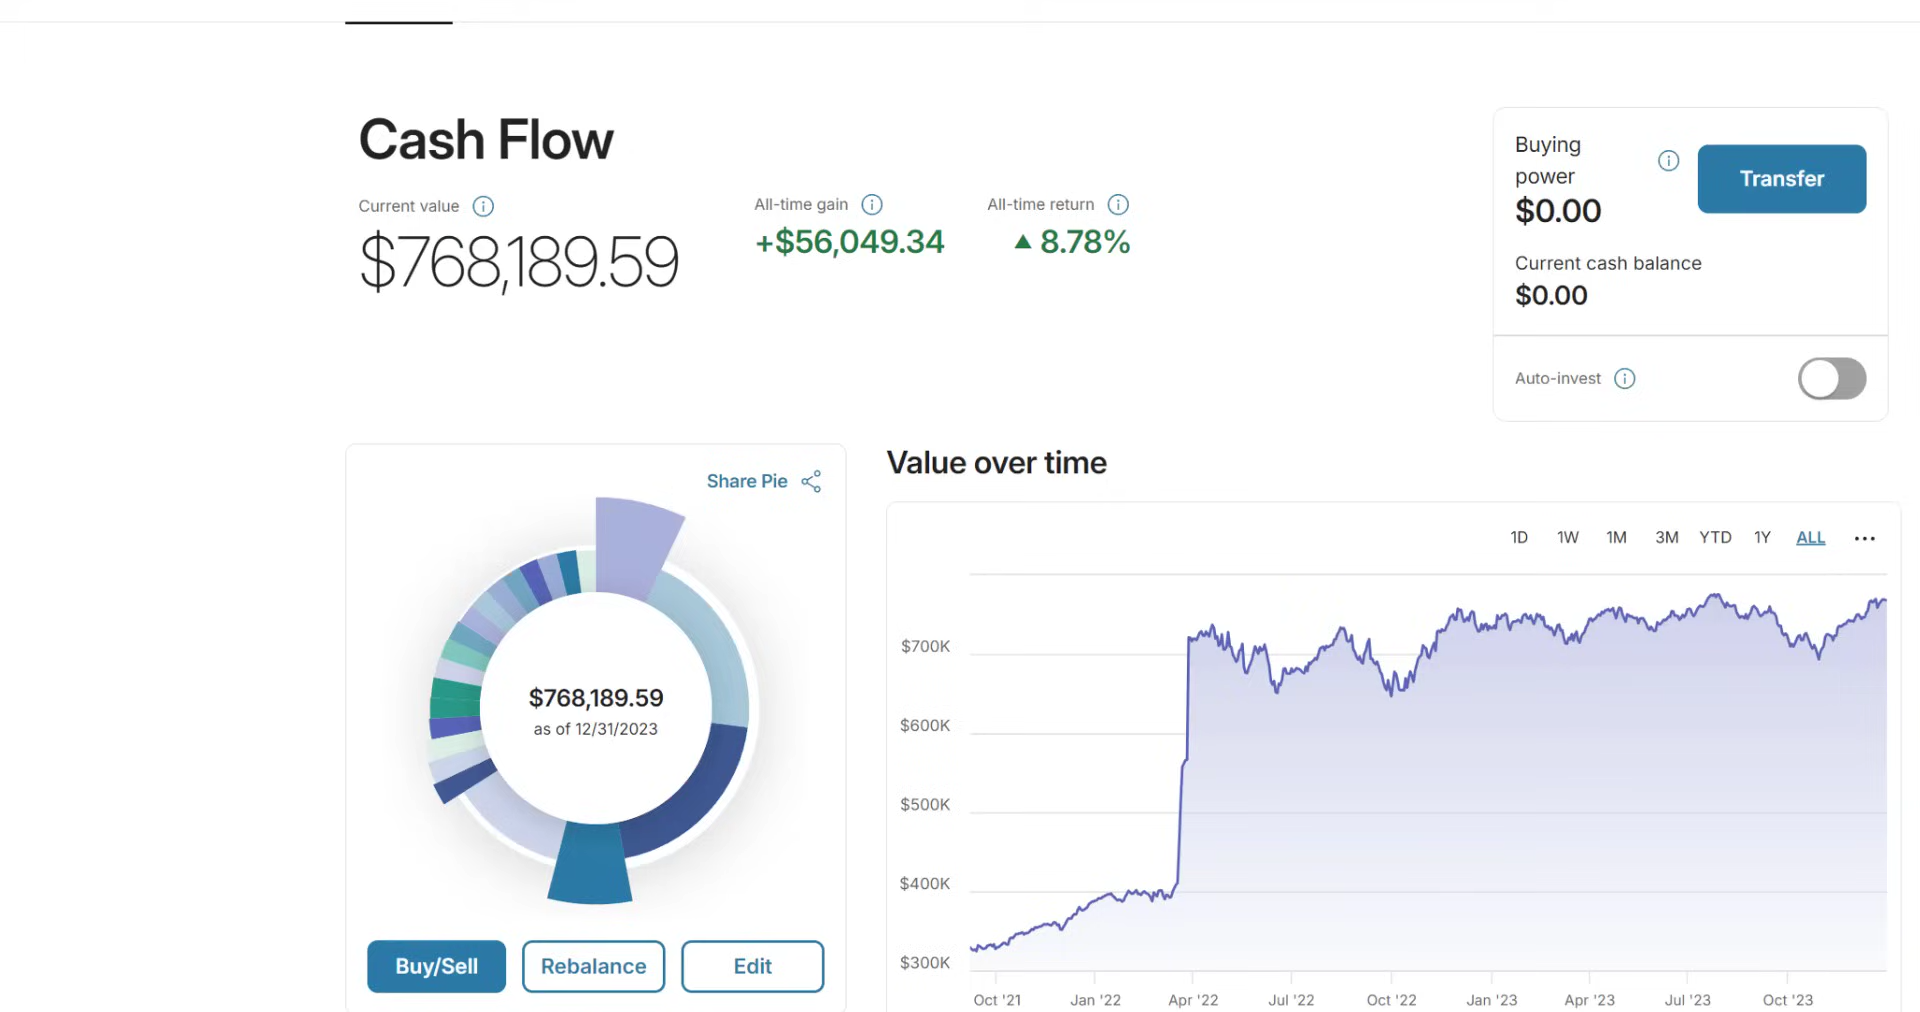 Cash Flow
Current value
$768,189.59
All-time gain
+$56,049.34
All-time return
8.78%
Buying
power
$0.00
Transfer
Current cash balance
$0.00
Auto-invest
Share Pie
$768,189.59
as of 12/31/2023
Buy/Sell
Rebalance
Edit
Value over time
1D 1W 1M 3M YTD 1Y ALL
$700K
$600K
$500K
$400K
$300K
Oct '21 Jan '22 Apr '22 Jul '22 Oct '22 Jan '23 Apr '23 Jul '23 Oct '23